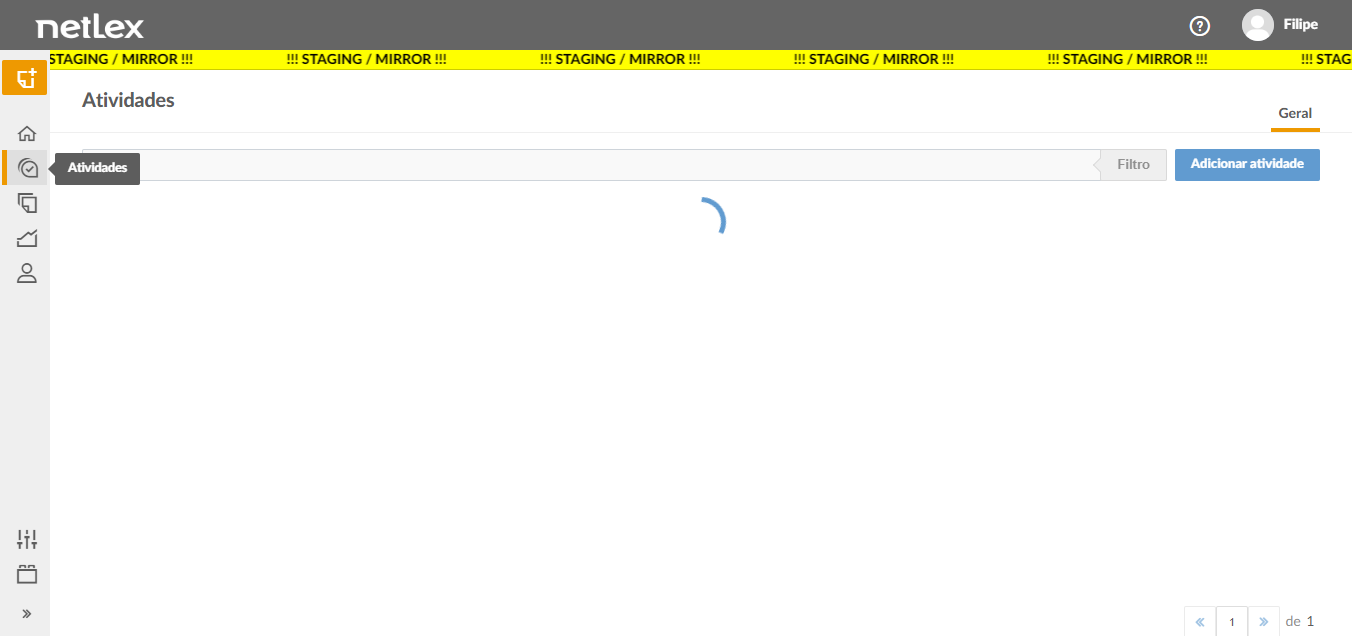 netlex
Filipe
STAGING / MIRROR !!! !!! STAGING / MIRROR !!! !!! STAGING / MIRROR !!! !!! STAGING / MIRROR !!! !!! STAGING / MIRROR !!! !!! STAG
Atividades
Geral
Atividades
Filtro
Adicionar atividade
« 1 » de 1